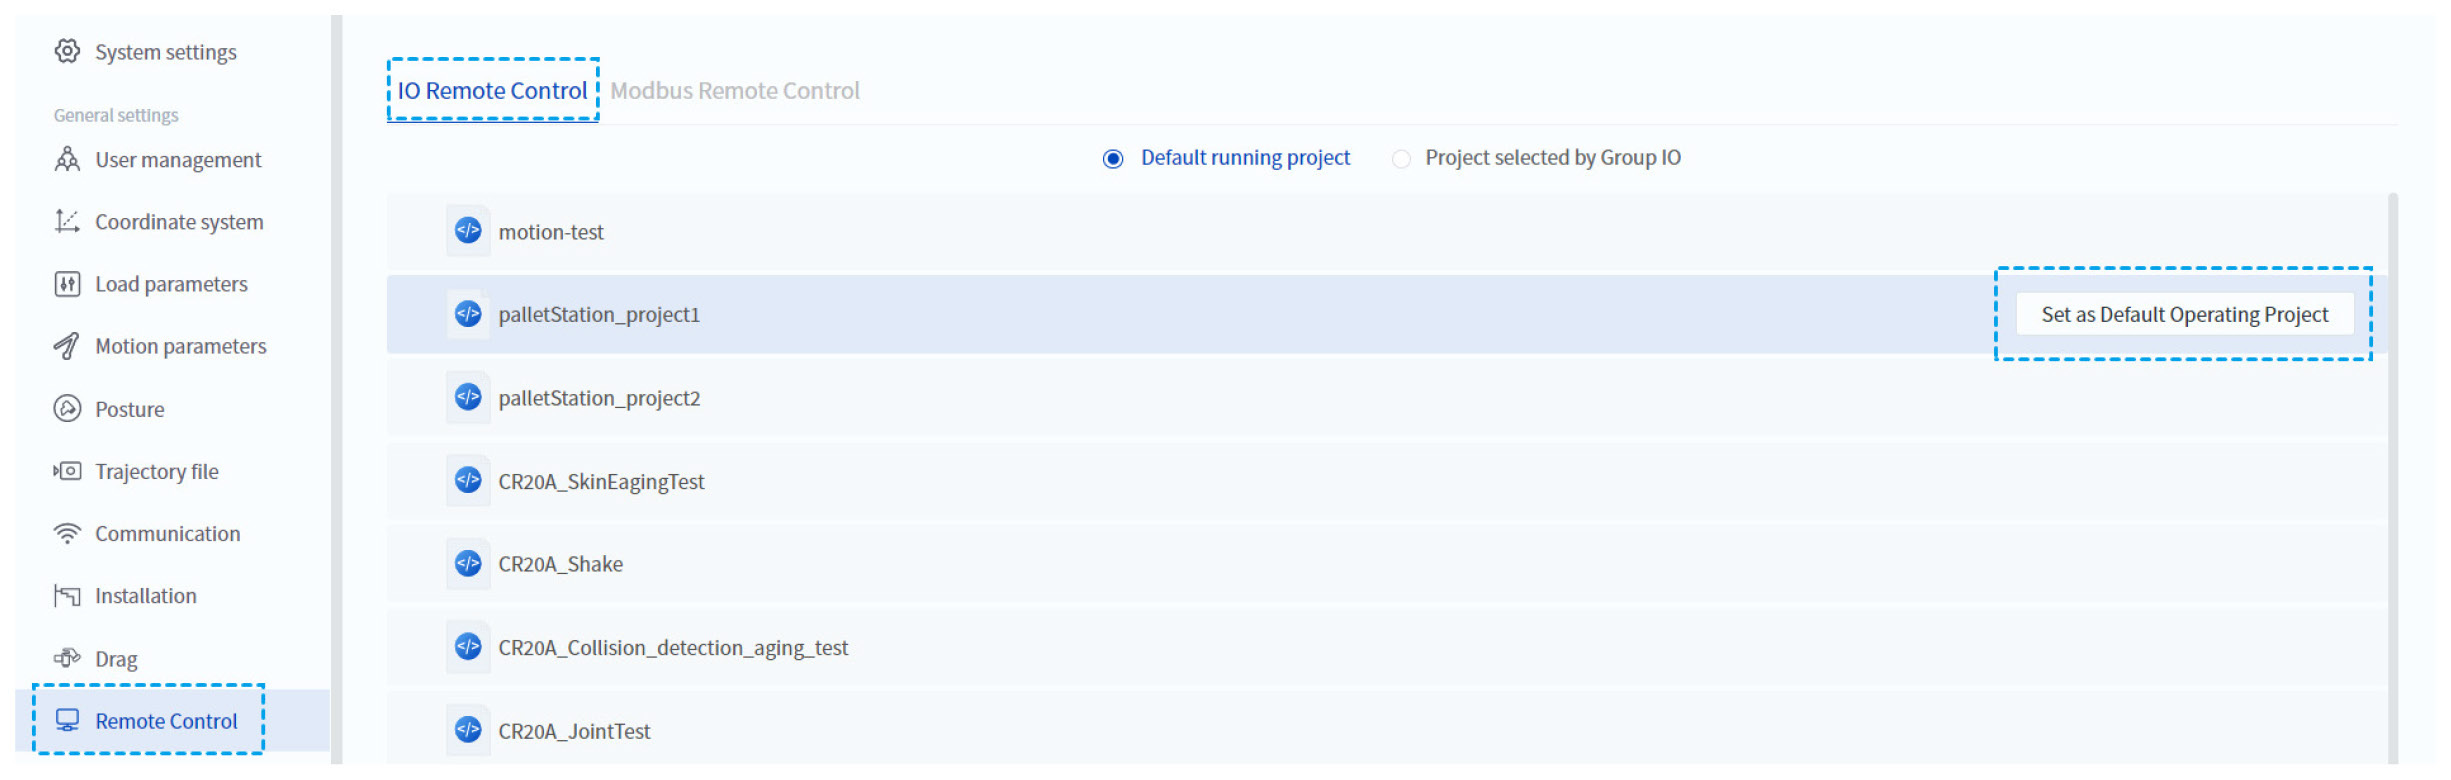 System settings
General settings
User management
Coordinate system
Load parameters
Motion parameters
Posture
Trajectory file
Communication
Installation
Drag
Remote Control
IO Remote Control Modbus Remote Control
Default running project Project selected by Group IO
motion-test
palletStation_project1 Set as Default Operating Project
palletStation_project2
CR20A_SkinEagingTest
CR20A_Shake
CR20A_Collision_detection_aging_test
CR20A_JointTest